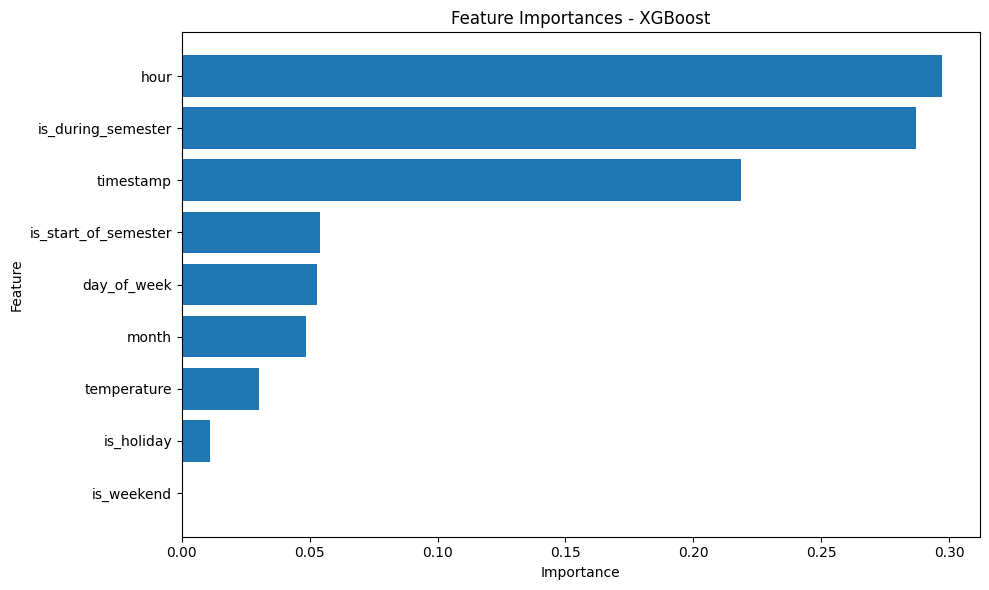 Feature Importances - XGBoost
Feature
hour
is_during_semester
timestamp
is_start_of_semester
day_of_week
month
temperature
is_holiday
is_weekend
0.00 0.05 0.10 0.15 0.20 0.25 0.30
Importance